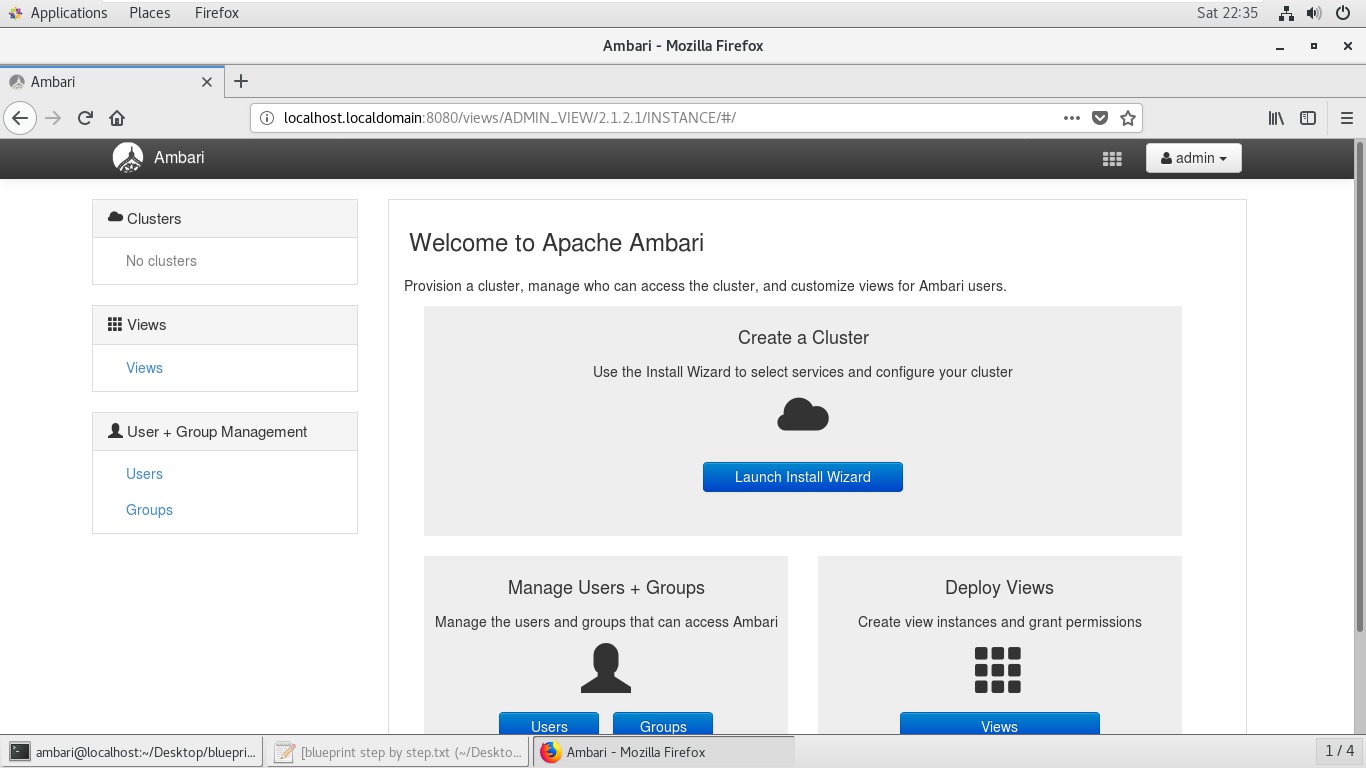 Applications Places Firefox Sat 22:35
Ambari - Mozilla Firefox
Ambari
localhost.localdomain:8080/views/ADMIN_VIEW/2.1.2.1/INSTANCE/#/
Ambari admin
Clusters
No clusters
Views
Views
User + Group Management
Users
Groups
Welcome to Apache Ambari
Provision a cluster, manage who can access the cluster, and customize views for Ambari users.
Create a Cluster
Use the Install Wizard to select services and configure your cluster
Launch Install Wizard
Manage Users + Groups
Manage the users and groups that can access Ambari
Users Groups
Deploy Views
Create view instances and grant permissions
Views
ambari@localhost:~/Desktop/bluepri... [blueprint step by step.txt (~/Deskto... Ambari - Mozilla Firefox 1 / 4